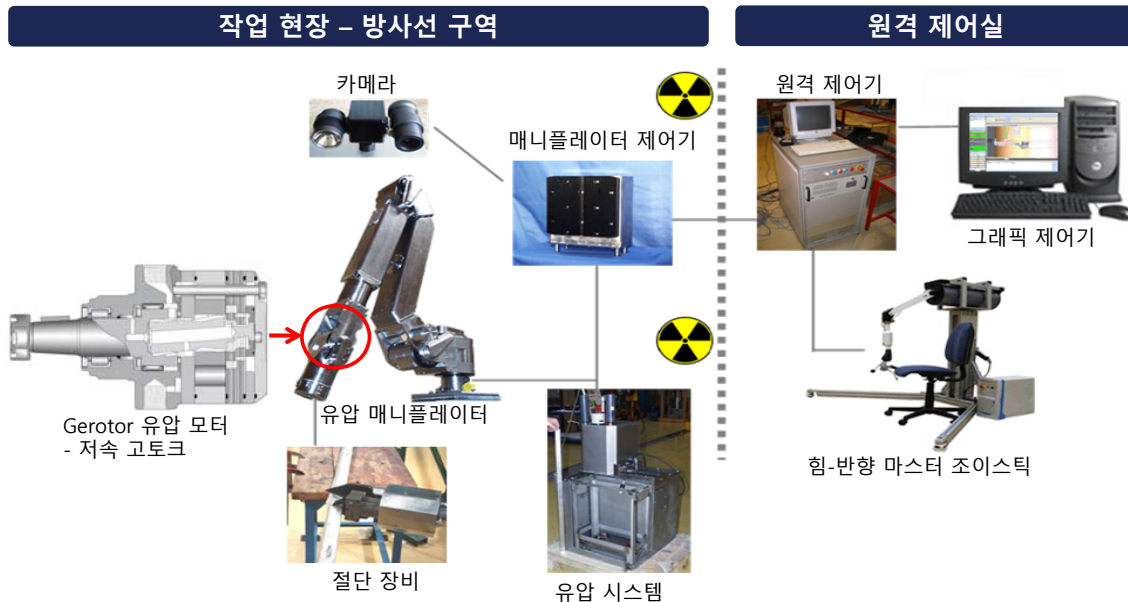 작업 현장 – 방사선 구역
원격 제어실
카메라
원격 제어기
매니플레이터 제어기
그래픽 제어기
Gerotor 유압 모터
- 저속 고토크
유압 매니플레이터
힘-반향 마스터 조이스틱
절단 장비
유압 시스템